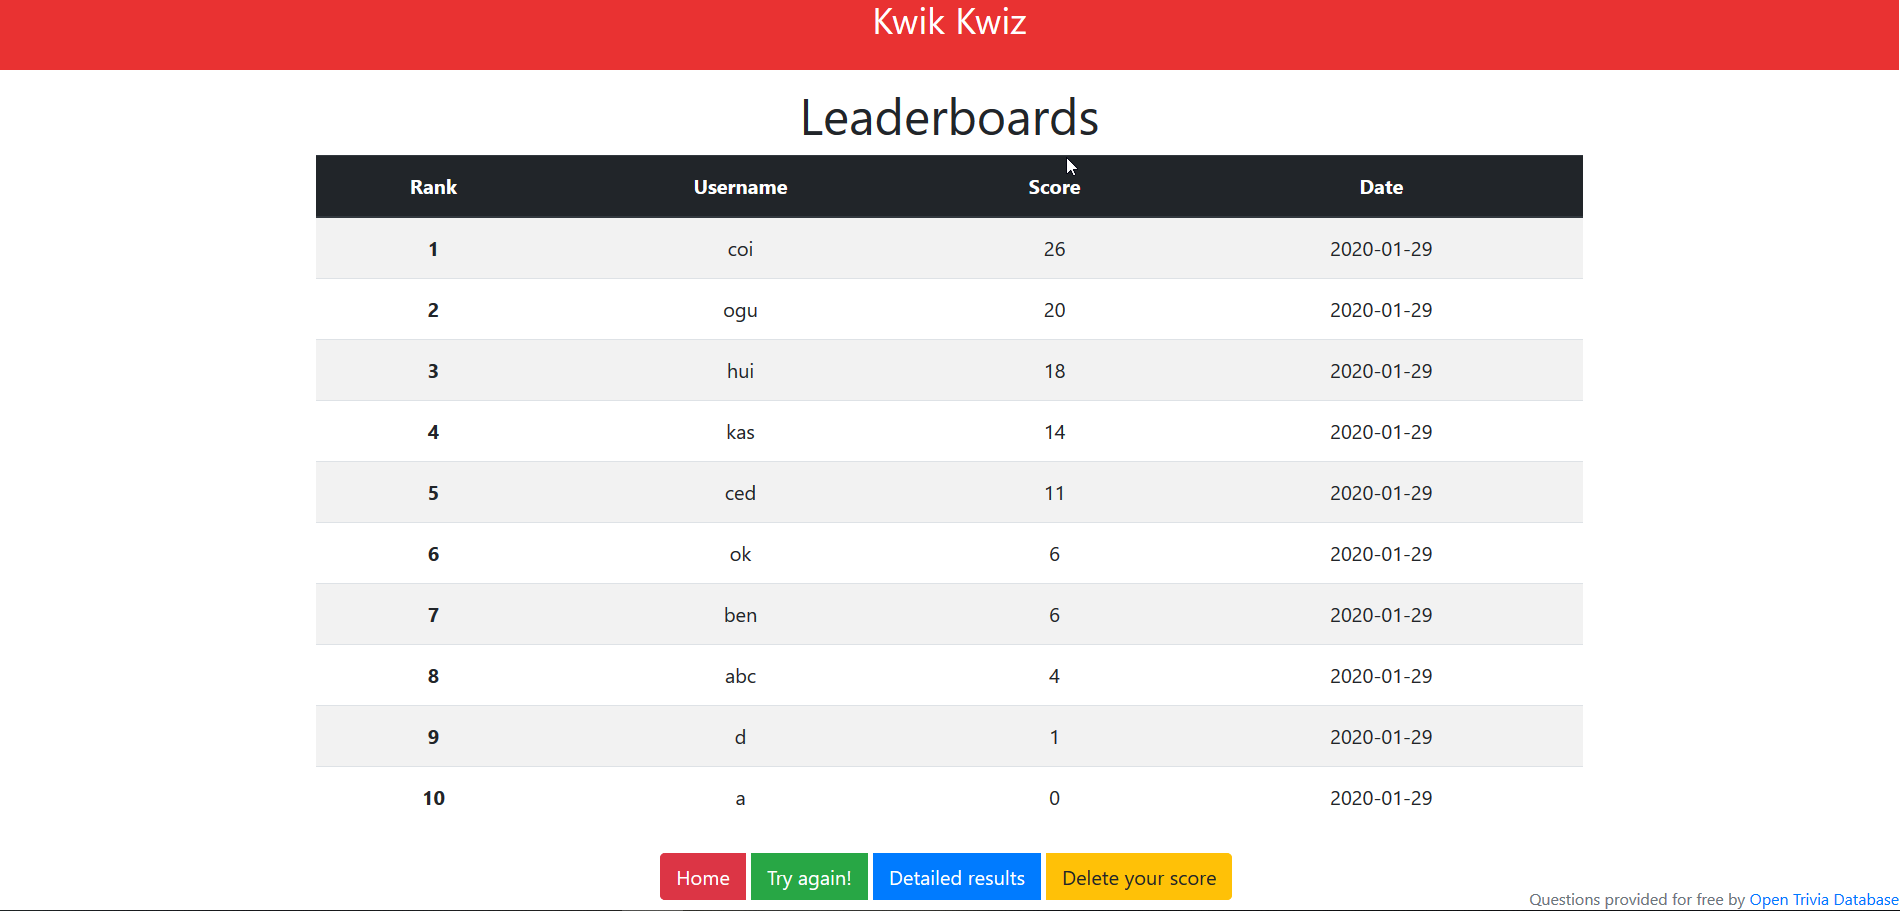 Kwik Kwiz
Leaderboards
Rank Username Score Date
1 coi 26 2020-01-29
2 ogu 20 2020-01-29
3 hui 18 2020-01-29
4 kas 14 2020-01-29
5 ced 11 2020-01-29
6 ok 6 2020-01-29
7 ben 6 2020-01-29
8 abc 4 2020-01-29
9 d 1 2020-01-29
10 a 0 2020-01-29
Home Try again! Detailed results Delete your score
Questions provided for free by Open Trivia Database